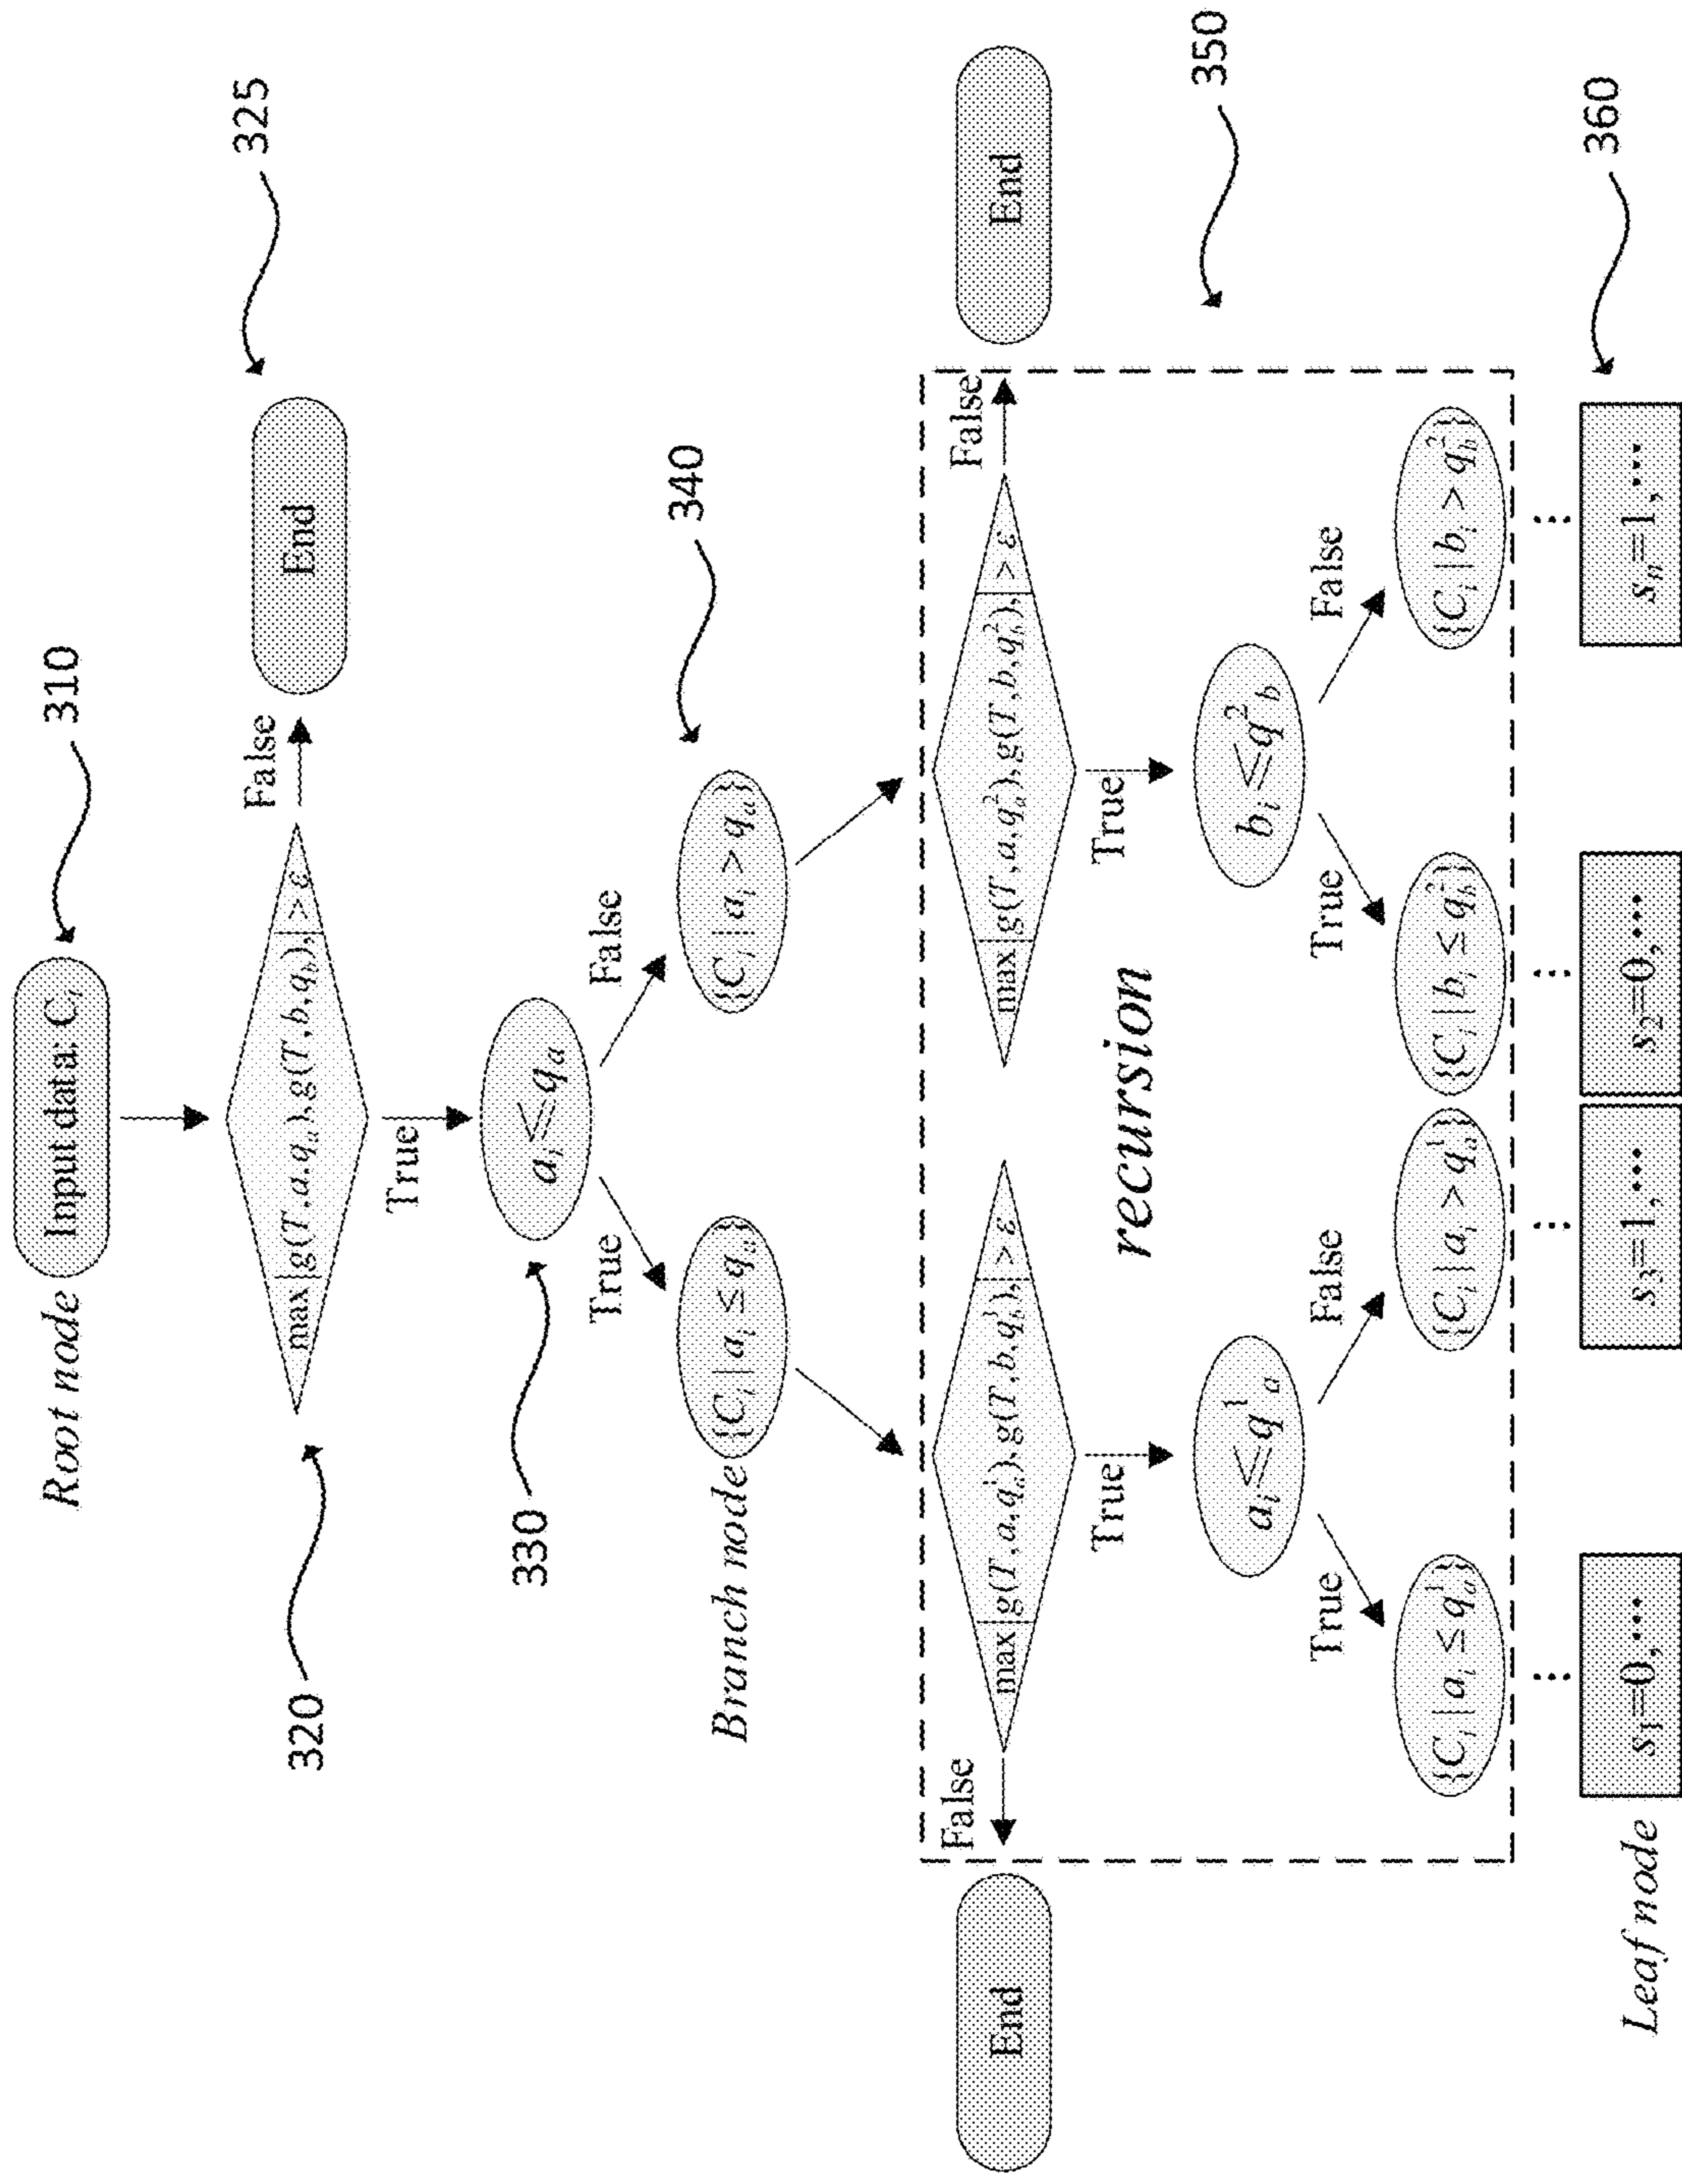 310
Root node
Input data: C_i
320
max|g(T,a,q_a),g(T,b,q_b),|>ε
False
End
325
True
330
a_i≤q_a
True
False
340
Branch node
{C_i|a_i≤q_a}
{C_i|a_i>q_a}
End
False
max|g(T,a,q_a^1),g(T,b,q_b^1),|>ε
max|g(T,a,q_a^2),g(T,b,q_b^2),|>ε
False
End
True
True
recursion
350
a_i≤q^1_a
b_i≤q^2_b
True
False
True
False
{C_i|a_i≤q_a^1}
{C_i|a_i>q_a^1}
{C_i|b_i≤q_b^2}
{C_i|b_i>q_b^2}
360
Leaf node
s_1=0,····
s_3=1,····
s_2=0,····
s_n=1,····